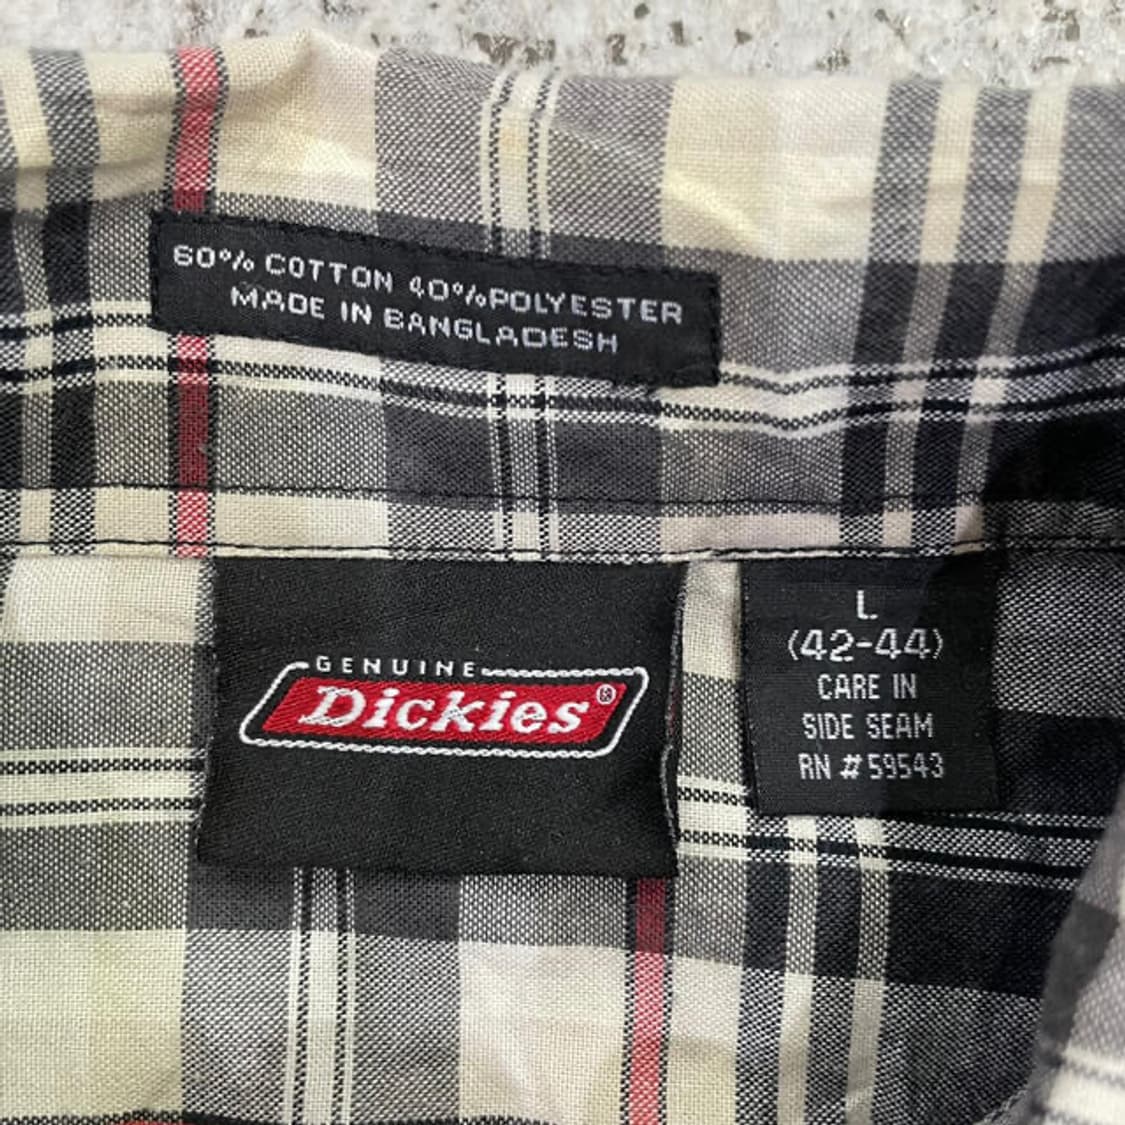 60% COTTON 40%POLYESTER
MADE IN BANGLADESH
GENUINE
Dickies®
L
(42-44)
CARE IN
SIDE SEAM
RN #59543